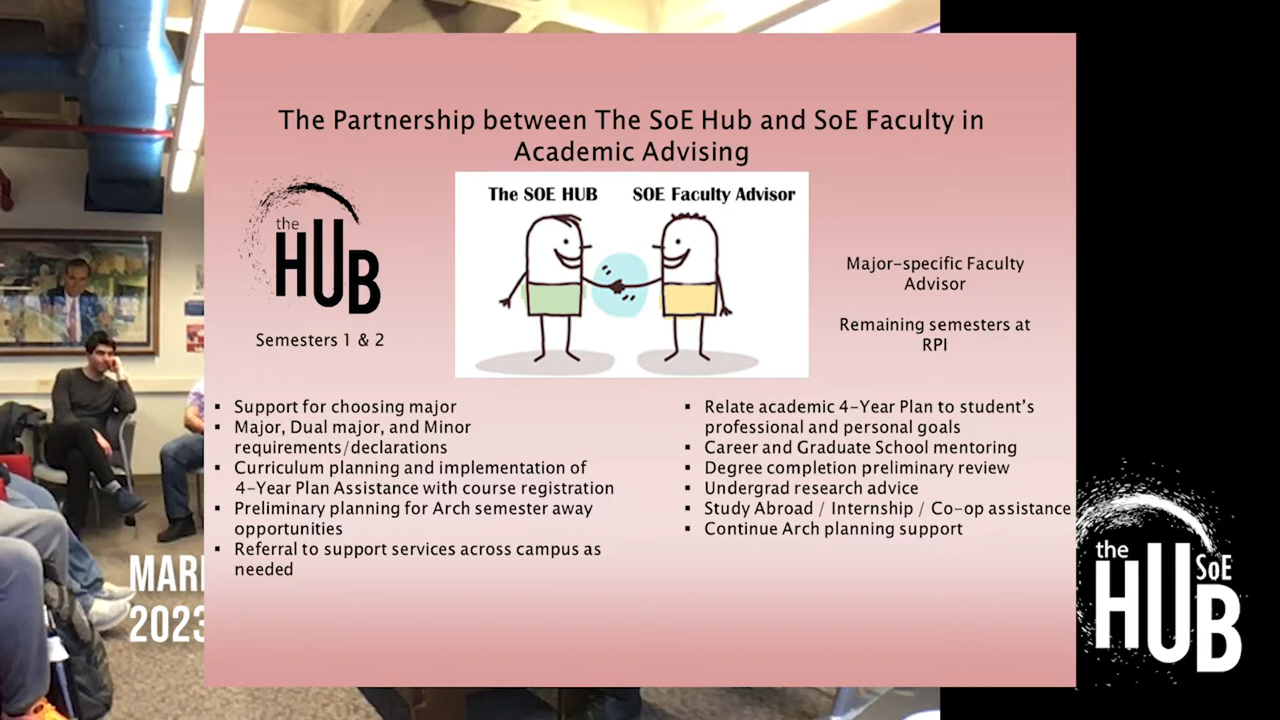 The Partnership between The SoE Hub and SoE Faculty in
Academic Advising
the
HUB
Semesters 1 & 2
The SOE HUB
SOE Faculty Advisor
Major-specific Faculty
Advisor
Remaining semesters at
RPI
▪ Support for choosing major
▪ Major, Dual major, and Minor
requirements/declarations
▪ Curriculum planning and implementation of
4-Year Plan Assistance with course registration
▪ Preliminary planning for Arch semester away
opportunities
▪ Referral to support services across campus as
needed
▪ Relate academic 4-Year Plan to student's
professional and personal goals
▪ Career and Graduate School mentoring
▪ Degree completion preliminary review
▪ Undergrad research advice
▪ Study Abroad / Internship / Co-op assistance
▪ Continue Arch planning support
2023
the
SoE
HUB